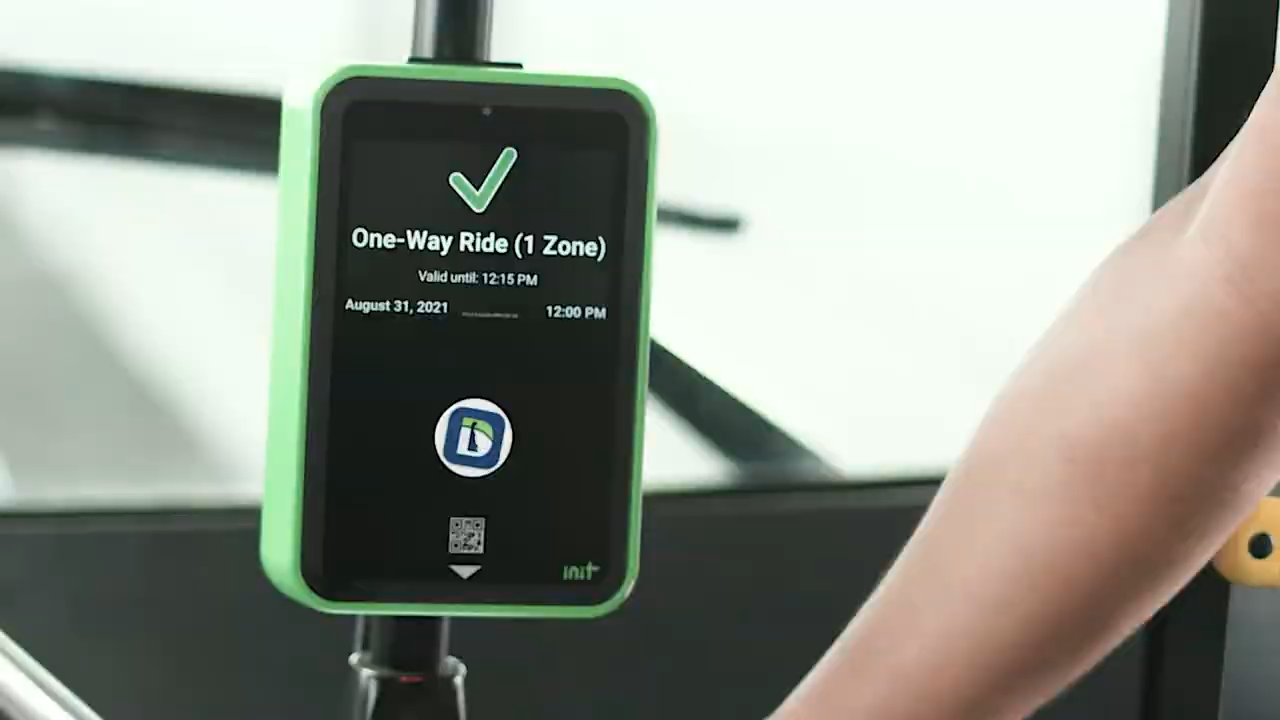 One-Way Ride (1 Zone)
Valid until: 12:15 PM
August 31, 2021 12:00 PM
D
init